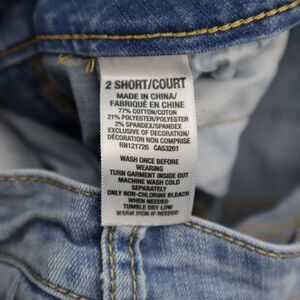 2 SHORT/COURT
MADE IN CHINA/
FABRIQUÉ EN CHINE
77% COTTON/COTON
21% POLYESTER/POLYESTER
2% SPANDEX/SPANDEX
EXCLUSIVE OF DECORATION/
DÉCORATION NON COMPRISE
RN121726 CA53201
WASH ONCE BEFORE
WEARING
TURN GARMENT INSIDE OUT
MACHINE WASH COLD
SEPARATELY
ONLY NON-CHLORINE BLEACH
WHEN NEEDED
TUMBLE DRY LOW
WARM IRON IF NEEDED